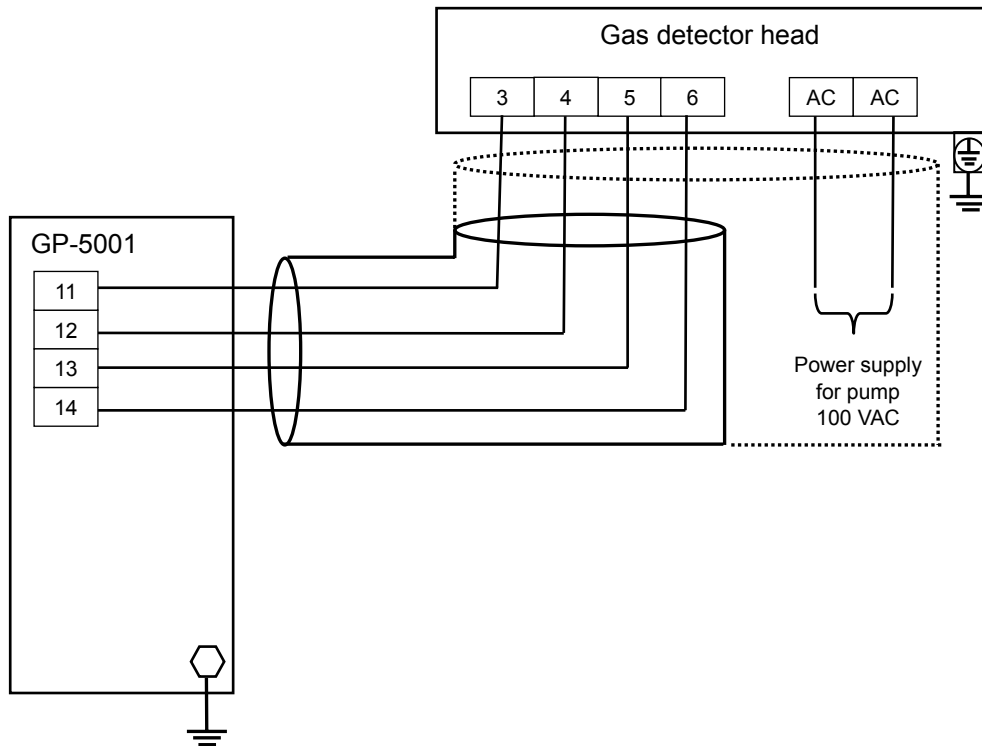 Gas detector head
3 4 5 6 AC AC
GP-5001
11
12
13
14
Power supply
for pump
100 VAC